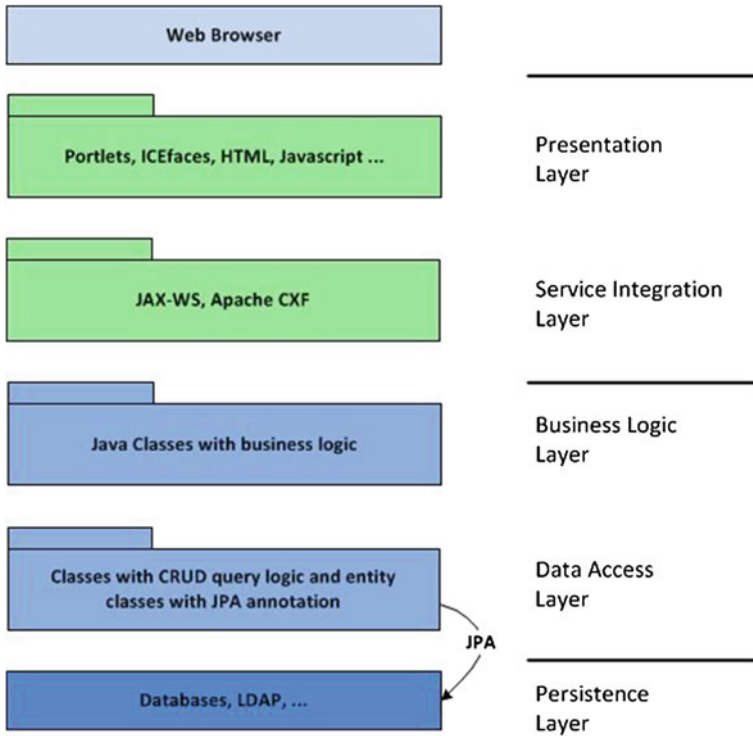 Web Browser
Portlets, ICEfaces, HTML, Javascript ...
Presentation
Layer
JAX-WS, Apache CXF
Service Integration
Layer
Java Classes with business logic
Business Logic
Layer
Classes with CRUD query logic and entity
classes with JPA annotation
Data Access
Layer
JPA
Databases, LDAP, ...
Persistence
Layer